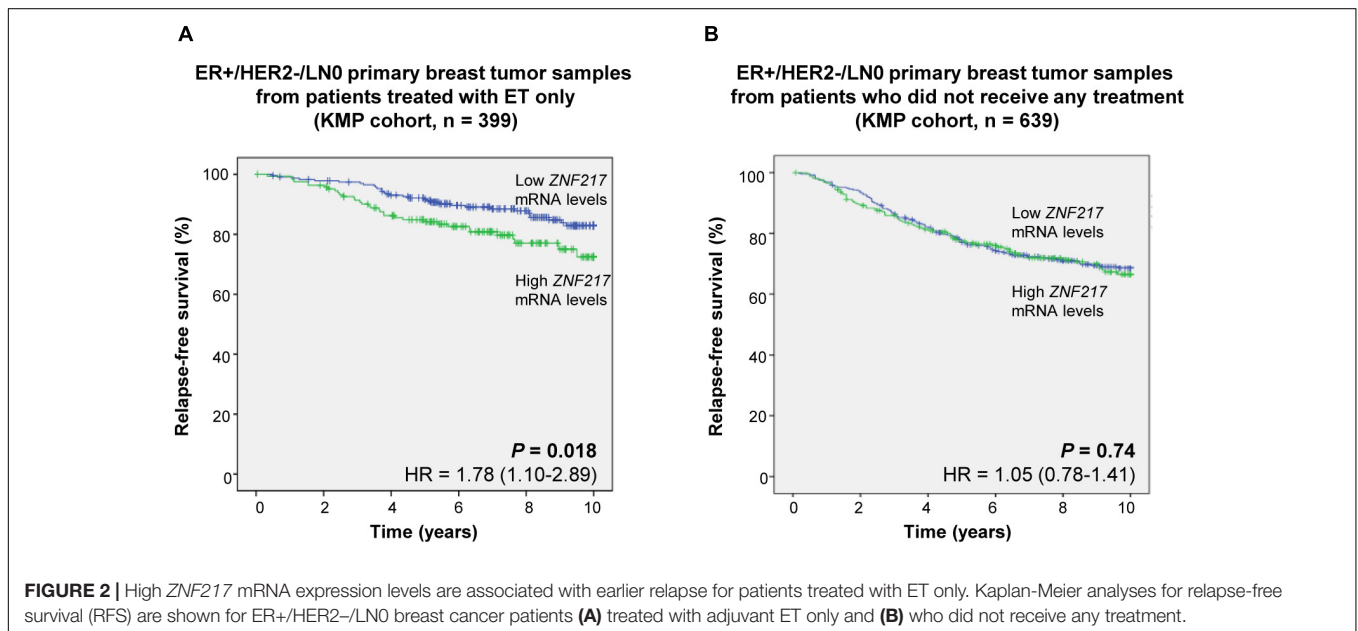 A
ER+/HER2-/LN0 primary breast tumor samples
from patients treated with ET only
(KMP cohort, n = 399)
Relapse-free survival (%)
100
80
60
40
20
0
Low ZNF217
mRNA levels
High ZNF217
mRNA levels
P = 0.018
HR = 1.78 (1.10-2.89)
0 2 4 6 8 10
Time (years)
B
ER+/HER2-/LN0 primary breast tumor samples
from patients who did not receive any treatment
(KMP cohort, n = 639)
Relapse-free survival (%)
100
80
60
40
20
0
Low ZNF217
mRNA levels
High ZNF217
mRNA levels
P = 0.74
HR = 1.05 (0.78-1.41)
0 2 4 6 8 10
Time (years)
FIGURE 2 | High ZNF217 mRNA expression levels are associated with earlier relapse for patients treated with ET only. Kaplan-Meier analyses for relapse-free
survival (RFS) are shown for ER+/HER2−/LN0 breast cancer patients (A) treated with adjuvant ET only and (B) who did not receive any treatment.